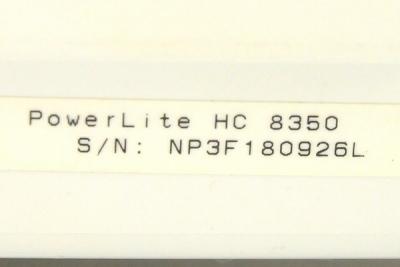 PowerLite HC 8350
S/N: NP3F180926L